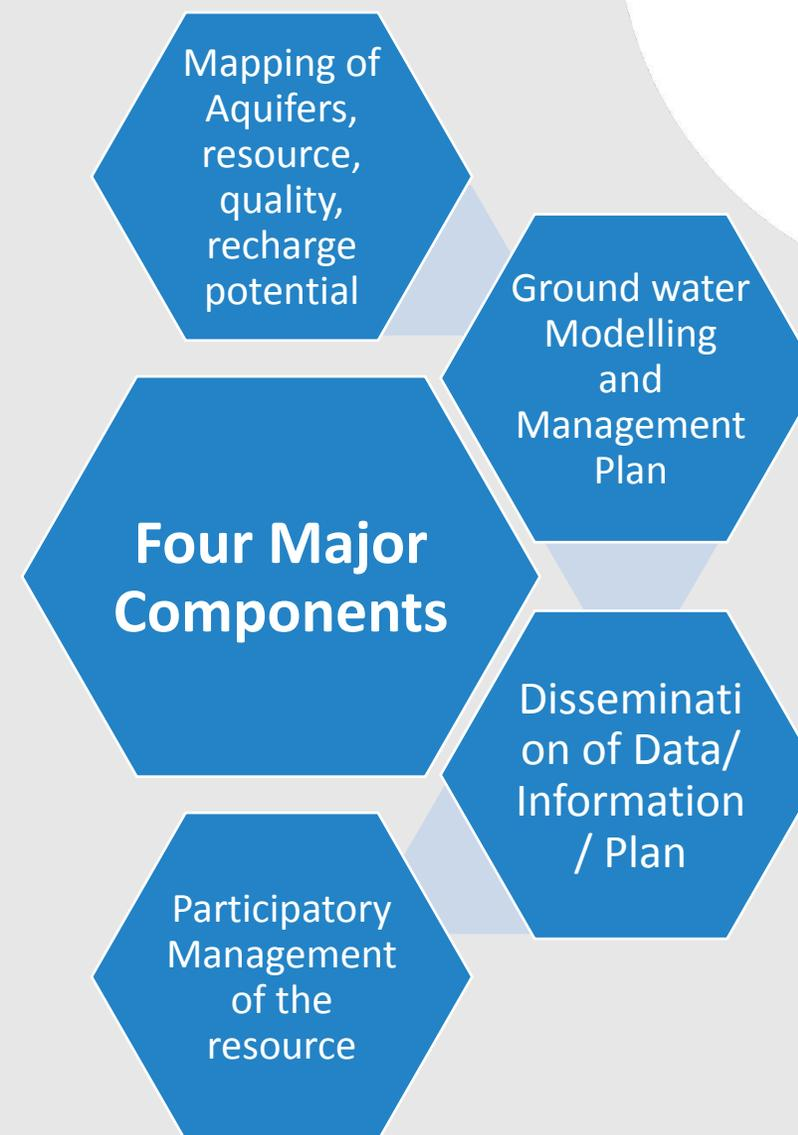 Mapping of
Aquifers,
resource,
quality,
recharge
potential
Ground water
Modelling
and
Management
Plan
Four Major
Components
Disseminati
on of Data/
Information
/ Plan
Participatory
Management
of the
resource